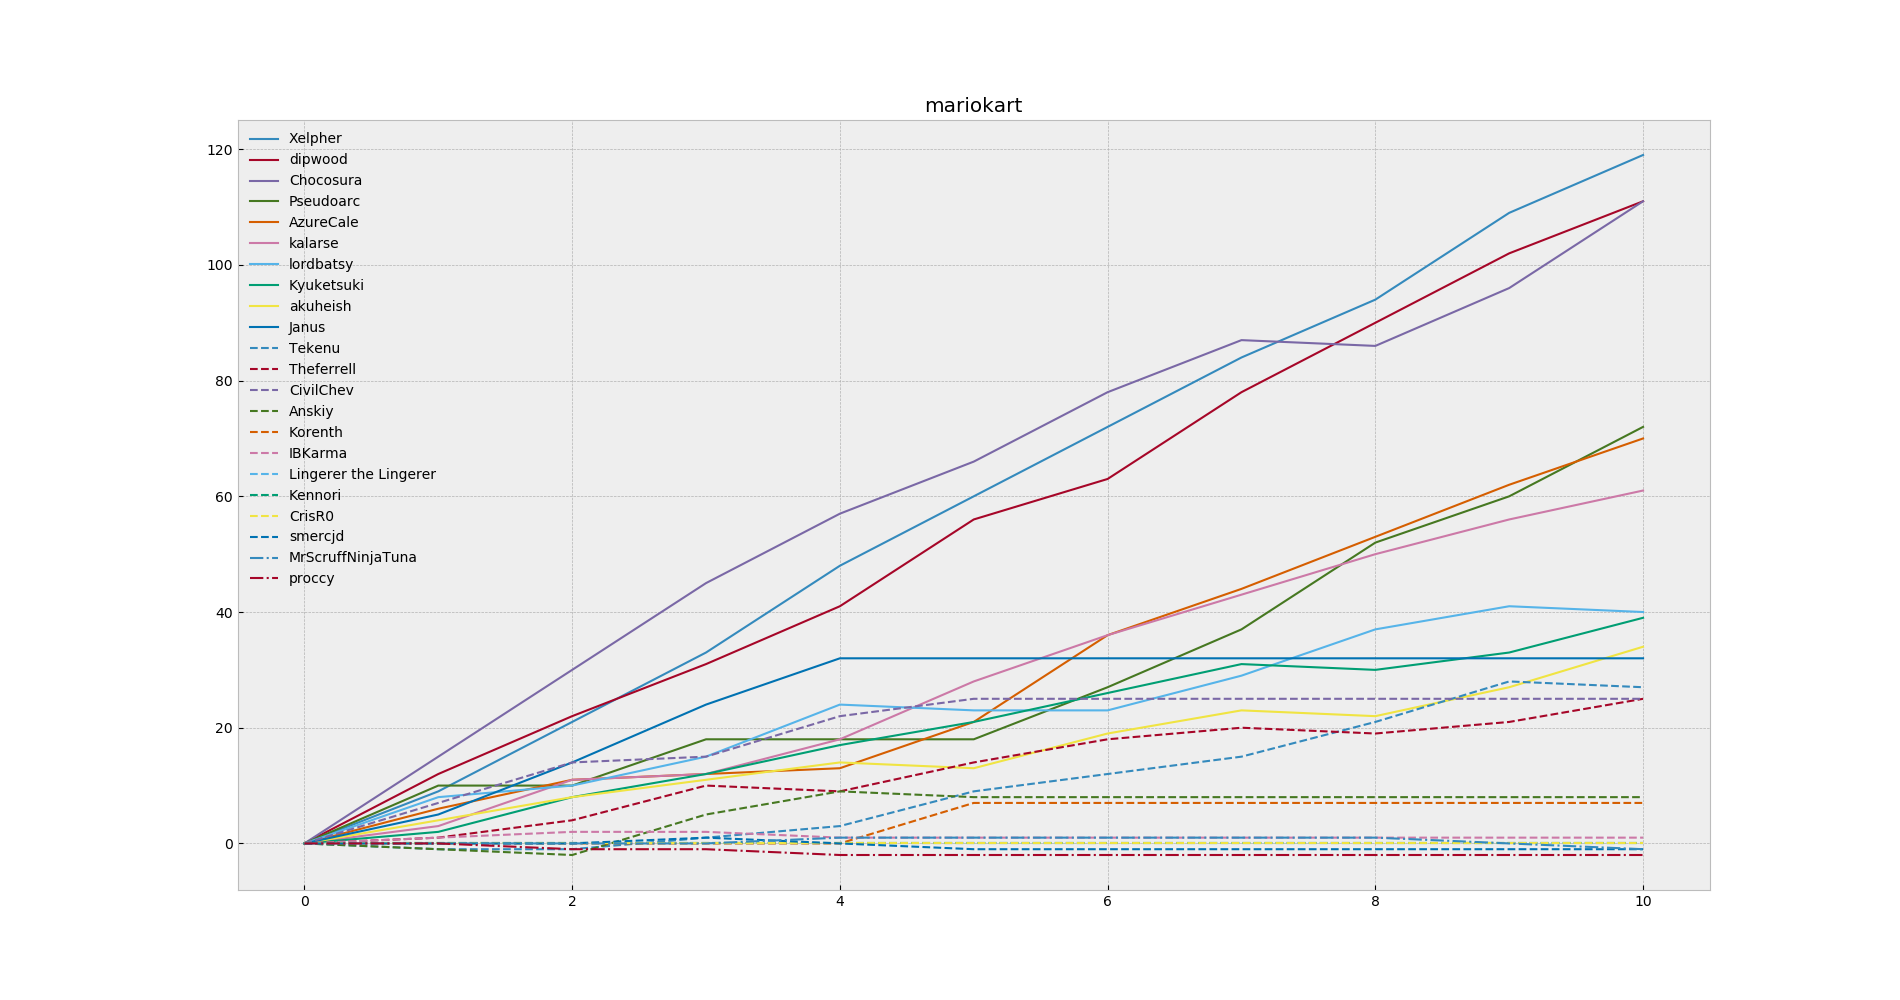 mariokart
120
100
80
60
40
20
0
Xelpher
dipwood
Chocosura
Pseudoarc
AzureCale
kalarse
lordbatsy
Kyuketsuki
akuheish
Janus
Tekenu
Theferrell
CivilChev
Anskiy
Korenth
IBKarma
Lingerer the Lingerer
Kennori
CrisR0
smercjd
MrScruffNinjaTuna
proccy
0 2 4 6 8 10